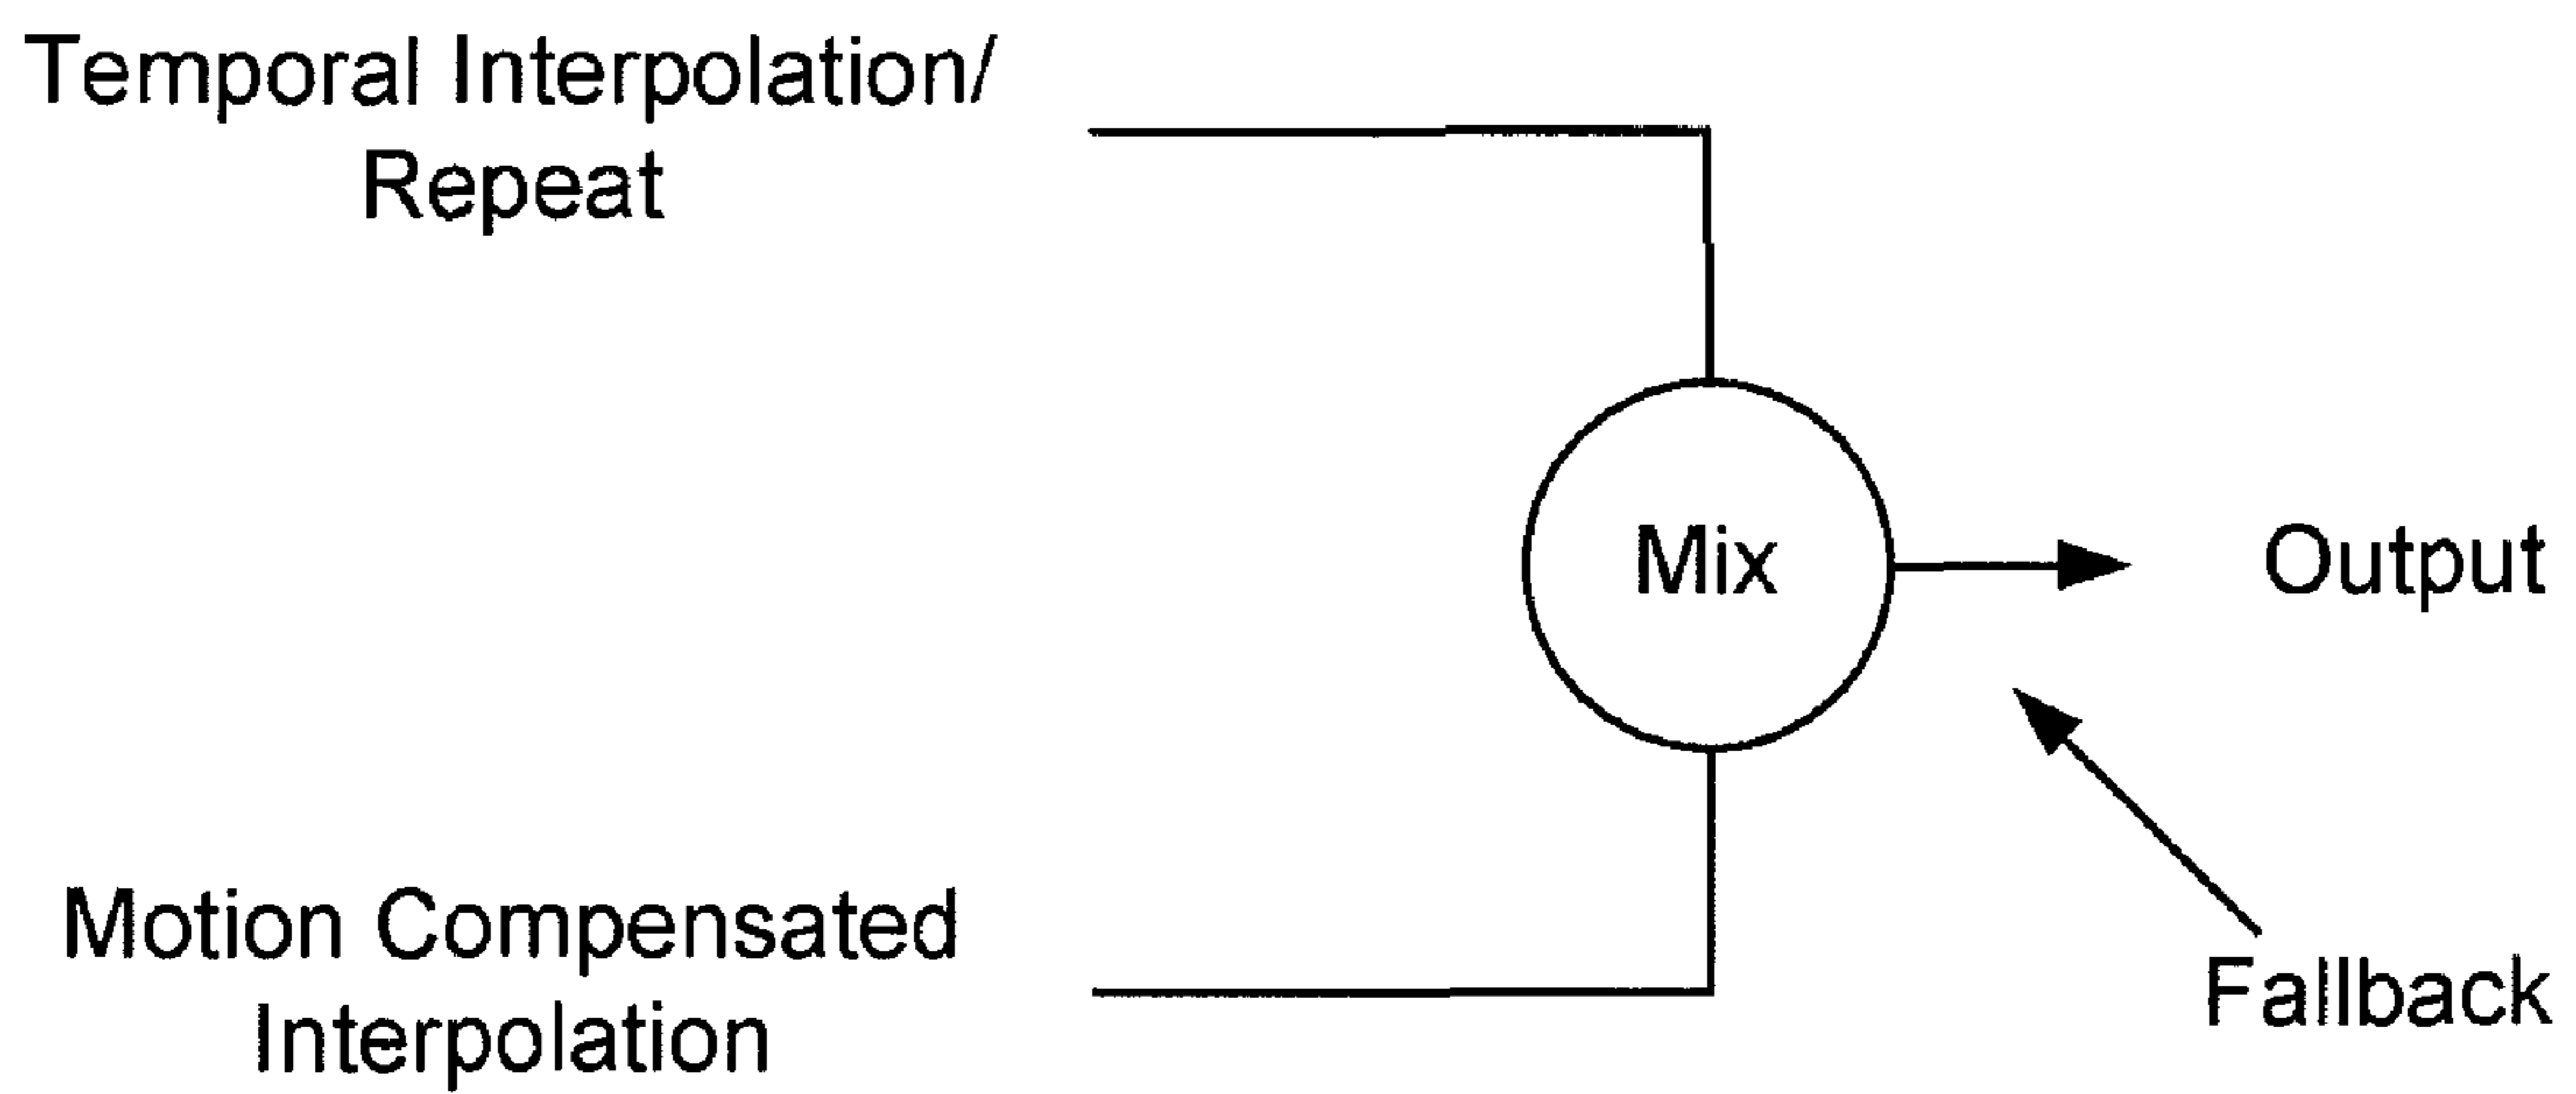 Temporal Interpolation/
Repeat
Mix
Output
Motion Compensated
Interpolation
Fallback